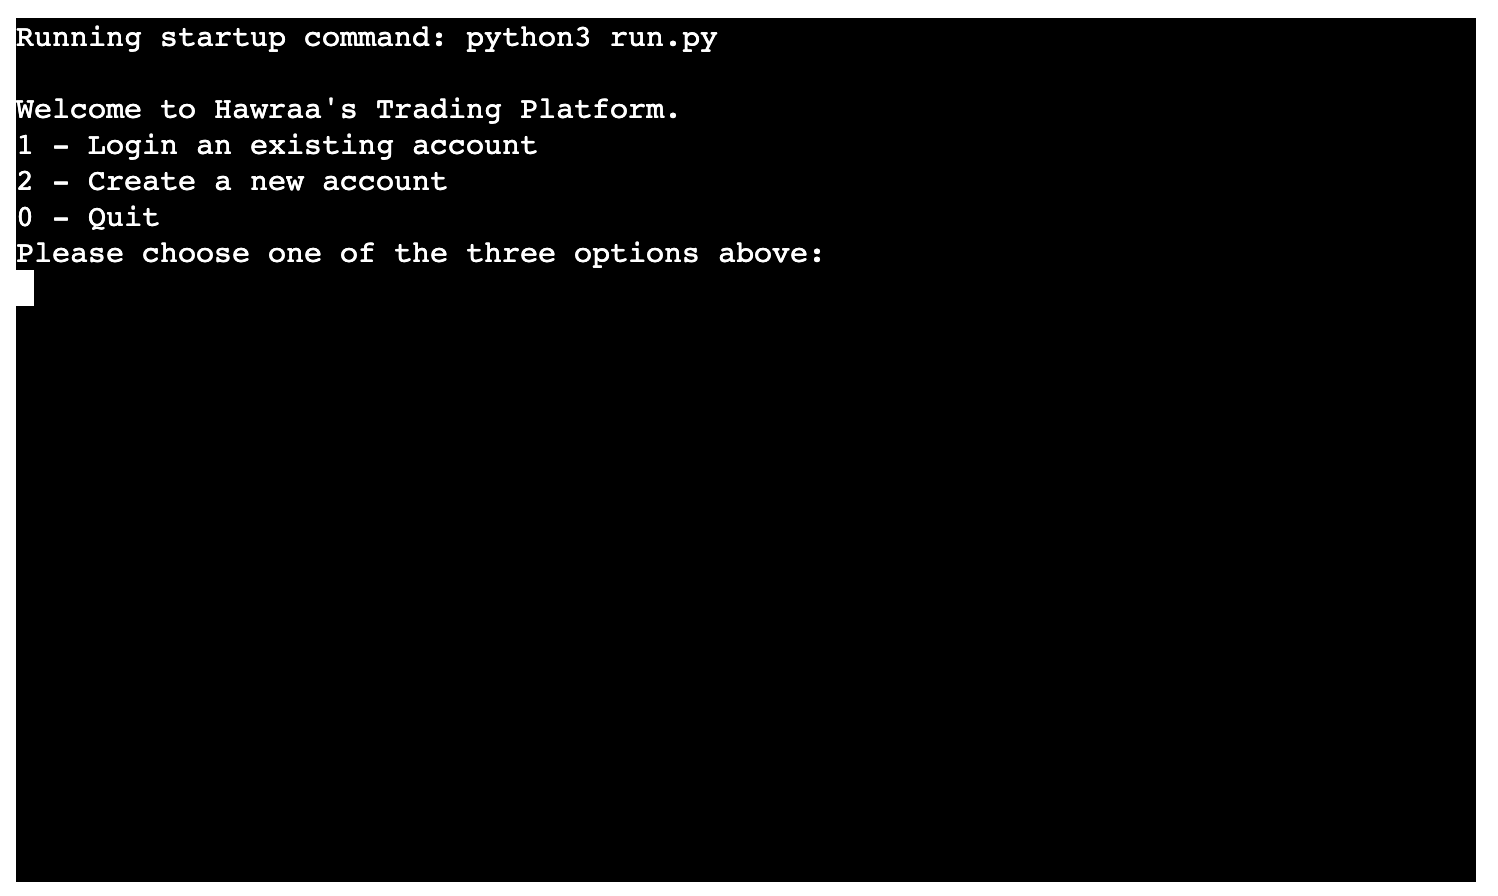 Running startup command: python3 run.py
Welcome to Hawraa's Trading Platform.
1 - Login an existing account
2 - Create a new account
0 - Quit
Please choose one of the three options above: